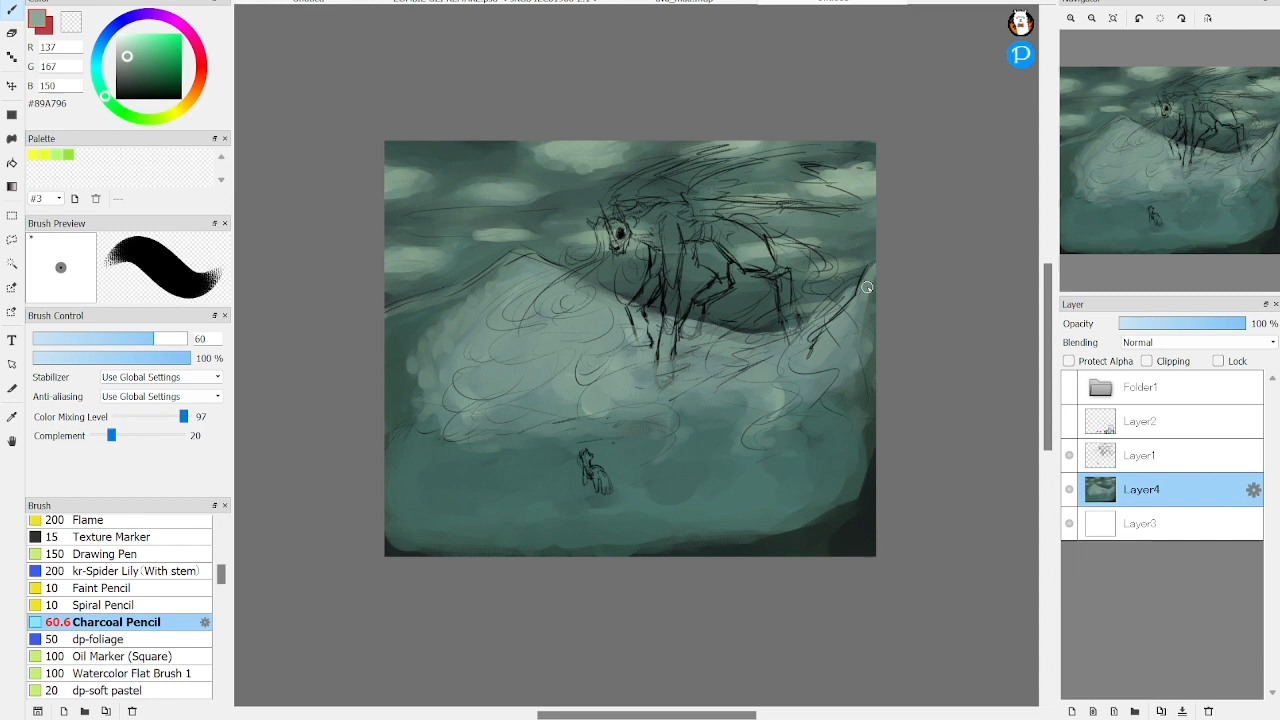 Color
R 137
G 167
B 150
#89A796
Palette
#3
---
Brush Preview
Brush Control
60
100 %
Stabilizer Use Global Settings
Anti-aliasing Use Global Settings
Color Mixing Level 97
Complement 20
Brush
200 Flame
15 Texture Marker
150 Drawing Pen
200 kr-Spider Lily(With stem)
10 Faint Pencil
10 Spiral Pencil
60.6 Charcoal Pencil
50 dp-foliage
100 Oil Marker (Square)
100 Watercolor Flat Brush 1
20 dp-soft pastel
P
Navigator
Layer
Opacity 100 %
Blending Normal
Protect Alpha Clipping Lock
Folder1
Layer2
Layer1
Layer4
Layer3